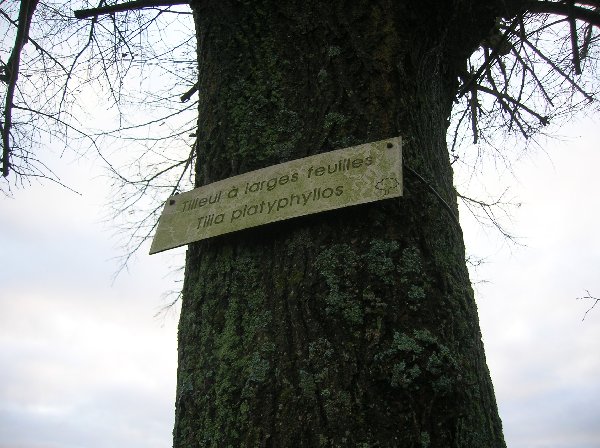 Tilleul à larges feuilles
Tilia platyphyllos